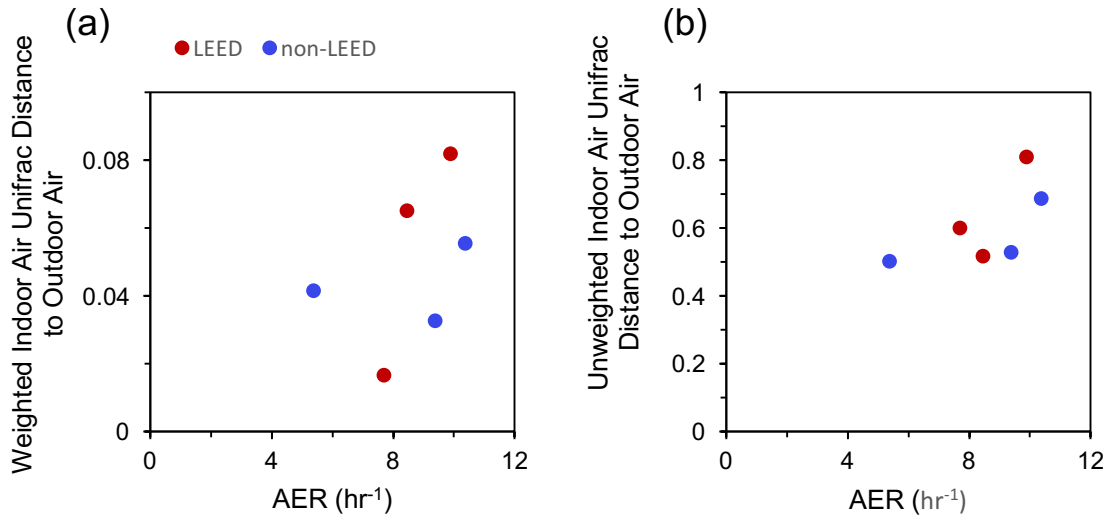 (a)
LEED non-LEED
Weighted Indoor Air Unifrac Distance
to Outdoor Air
0.08
0.04
0
0 4 8 12
AER (hr⁻¹)
(b)
Unweighted Indoor Air Unifrac
Distance to Outdoor Air
1
0.8
0.6
0.4
0.2
0
0 4 8 12
AER (hr⁻¹)